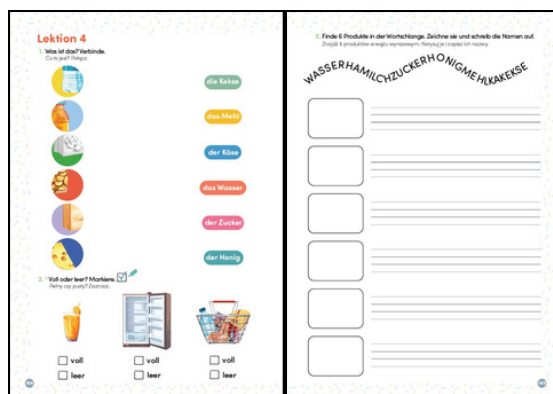 Lektion 4
1. Was ist das? Verbinde.
Co to jest? Połącz.
die Kekse
das Mehl
der Käse
das Wasser
der Zucker
der Honig
2. Voll oder leer? Markiere.
Pełny czy pusty? Zaznacz.
voll
voll
voll
leer
leer
leer
3. Finde 6 Produkte in der Wortschlange. Zeichne sie und schreib die Namen auf.
Znajdź 6 produktów w wężu wyrazowym. Narysuj je i zapisz ich nazwy.
WASSERHAMILCHZUCKERHONIGMEHLKAKEKSE